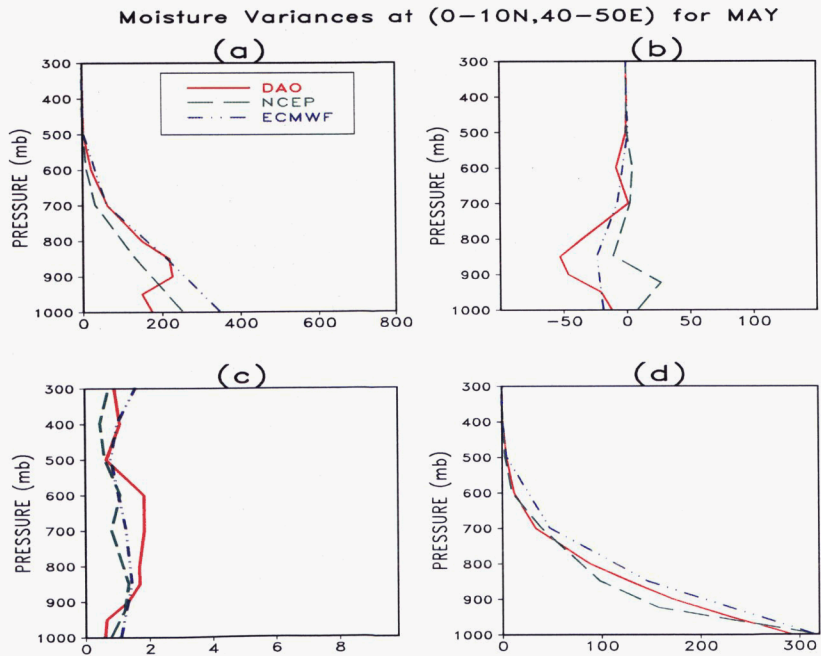 Moisture Variances at (0-10N,40-50E) for MAY
(a)
300
400
500
600
700
800
900
1000
PRESSURE (mb)
0 200 400 600 800
DAO
NCEP
ECMWF
(b)
300
400
500
600
700
800
900
1000
PRESSURE (mb)
-50 0 50 100
(c)
300
400
500
600
700
800
900
1000
PRESSURE (mb)
0 2 4 6 8
(d)
300
400
500
600
700
800
900
1000
PRESSURE (mb)
0 100 200 300